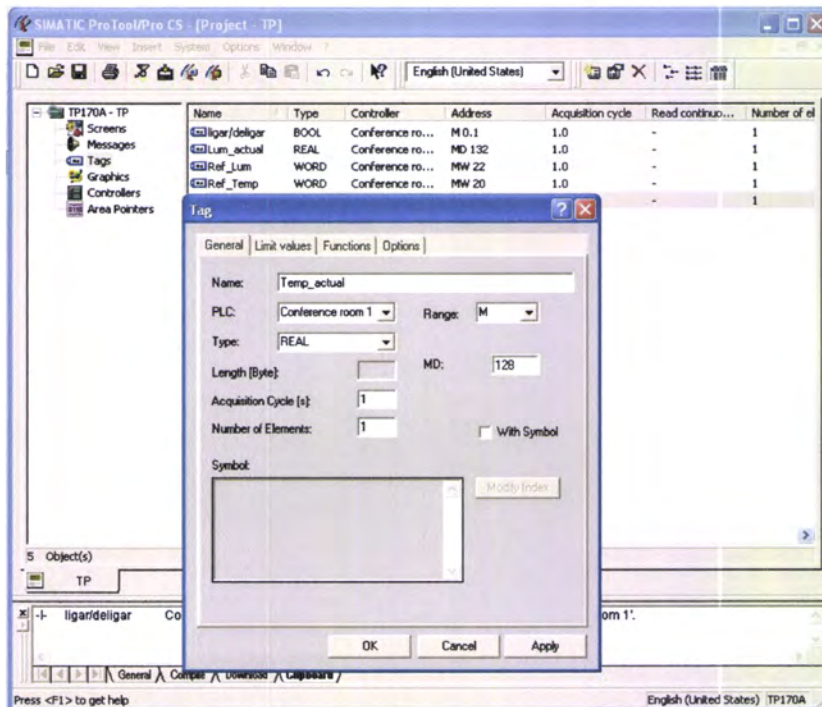 SIMATIC ProTool/Pro CS - [Project - TP]
File Edit View Insert System Options Window ?
English (United States)
TP170A - TP
Screens
Messages
Tags
Graphics
Controllers
Area Pointers
Name Type Controller Address Acquisition cycle Read continuo... Number of el
ligar/deligar BOOL Conference ro... M 0.1 1.0 - 1
Lum_actual REAL Conference ro... MD 132 1.0 - 1
Ref_Lum WORD Conference ro... MW 22 1.0 - 1
Ref_Temp WORD Conference ro... MW 20 1.0 - 1
- 1
Tag
General Limit values Functions Options
Name: Temp_actual
PLC: Conference room 1 Range: M
Type: REAL
Length [Byte]: MD: 128
Acquisition Cycle [s]: 1
Number of Elements: 1 With Symbol
Symbol:
Modify Index
5 Object(s)
TP
ligar/deligar Co om 1'.
OK Cancel Apply
General Compile Download Clipboard
Press <F1> to get help English (United States) TP170A